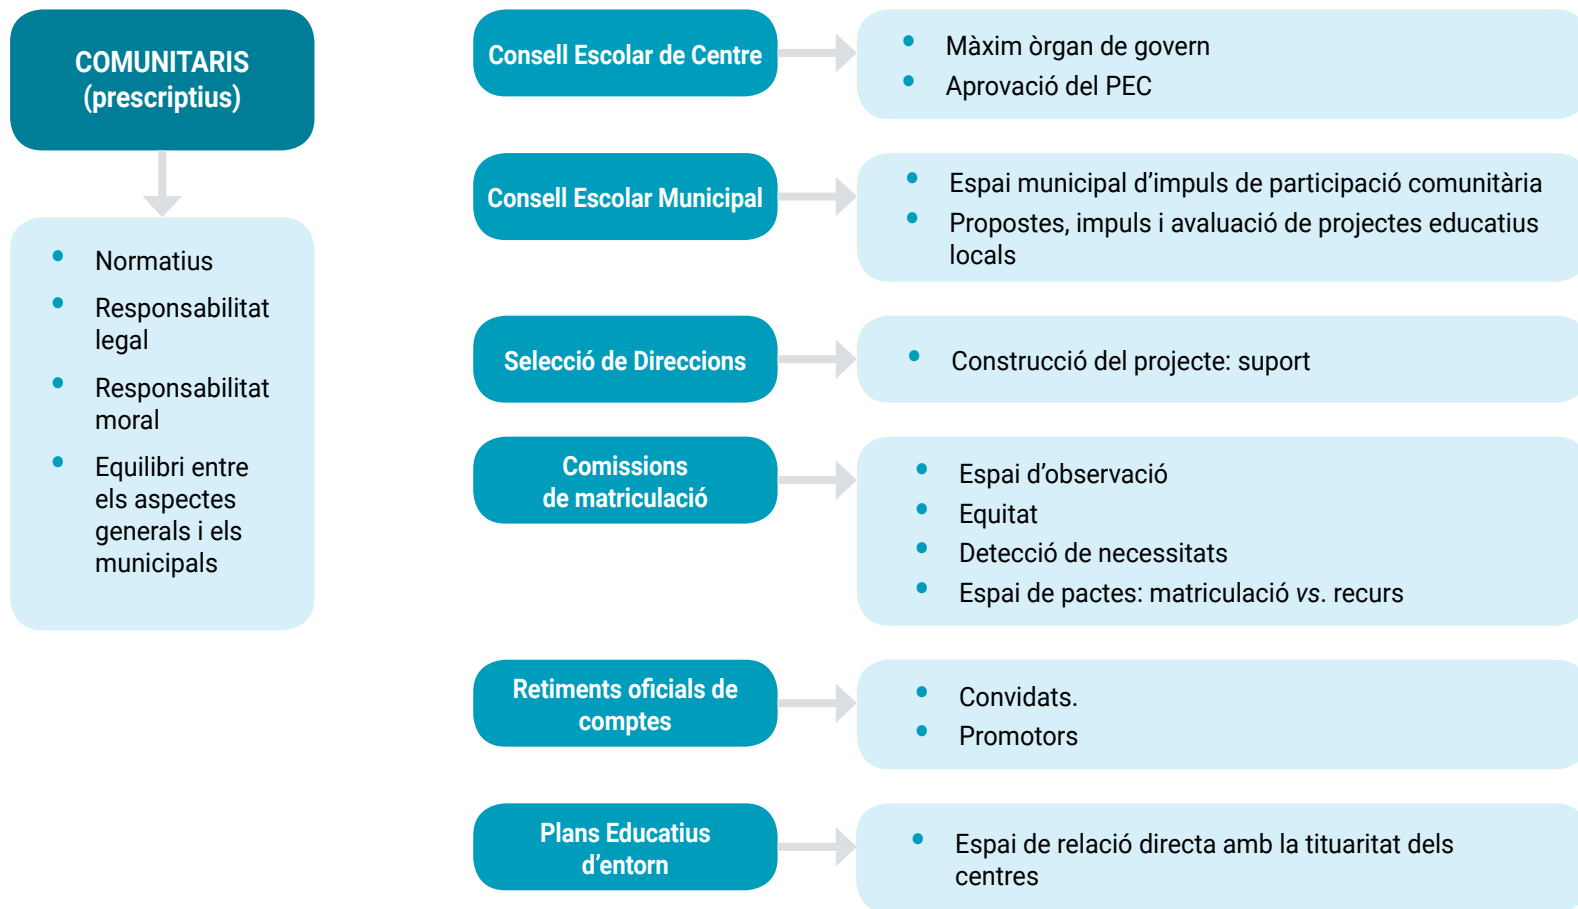 COMUNITARIS
(prescriptius)
• Normatius
• Responsabilitat
legal
• Responsabilitat
moral
• Equilibri entre
els aspectes
generals i els
municipals
Consell Escolar de Centre
• Màxim òrgan de govern
• Aprovació del PEC
Consell Escolar Municipal
• Espai municipal d’impuls de participació comunitària
• Propostes, impuls i avaluació de projectes educatius
locals
Selecció de Direccions
• Construcció del projecte: suport
Comissions
de matriculació
• Espai d’observació
• Equitat
• Detecció de necessitats
• Espai de pactes: matriculació vs. recurs
Retiments oficials de
comptes
• Convidats.
• Promotors
Plans Educatius
d’entorn
• Espai de relació directa amb la tituaritat dels
centres